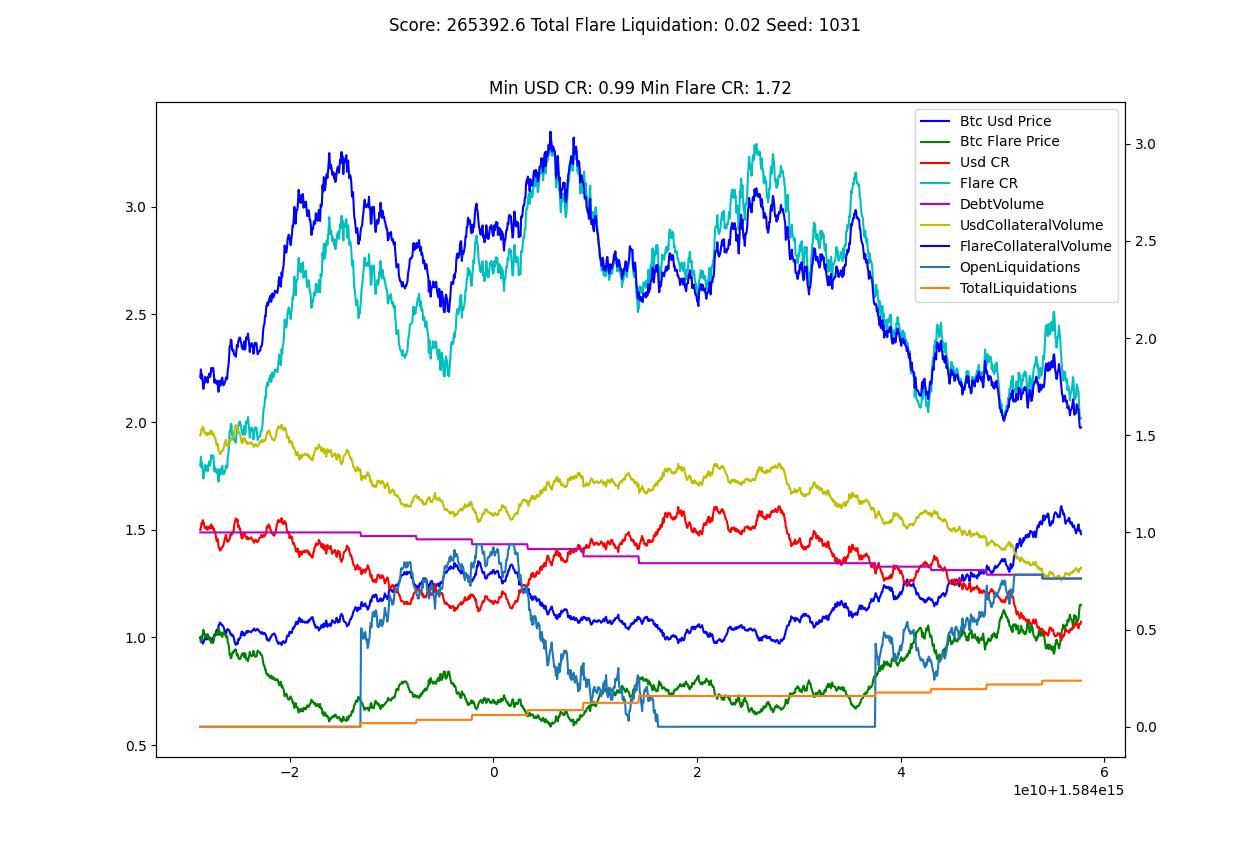 Score: 265392.6 Total Flare Liquidation: 0.02 Seed: 1031
Min USD CR: 0.99 Min Flare CR: 1.72
Btc Usd Price
Btc Flare Price
Usd CR
Flare CR
DebtVolume
UsdCollateralVolume
FlareCollateralVolume
OpenLiquidations
TotalLiquidations
3.0
2.5
2.0
1.5
1.0
0.5
3.0
2.5
2.0
1.5
1.0
0.5
0.0
−2 0 2 4 6
1e10+1.584e15